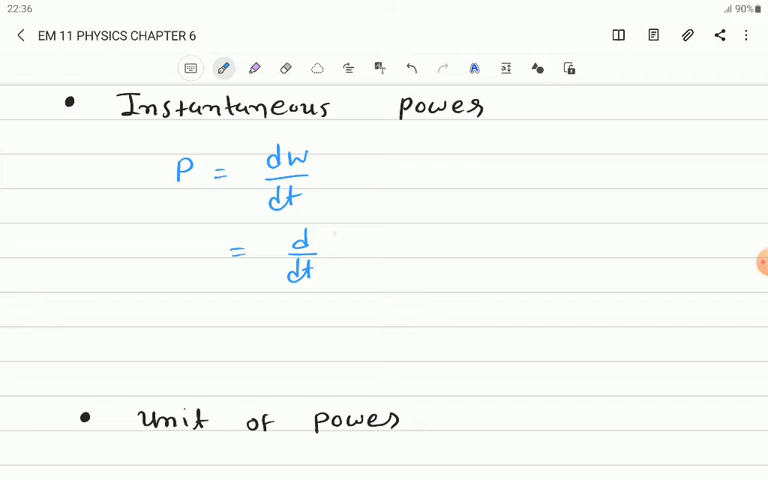 22:36 90%
EM 11 PHYSICS CHAPTER 6
• Instantaneous power
P = dw/dt
= d/dt
• Unit of power